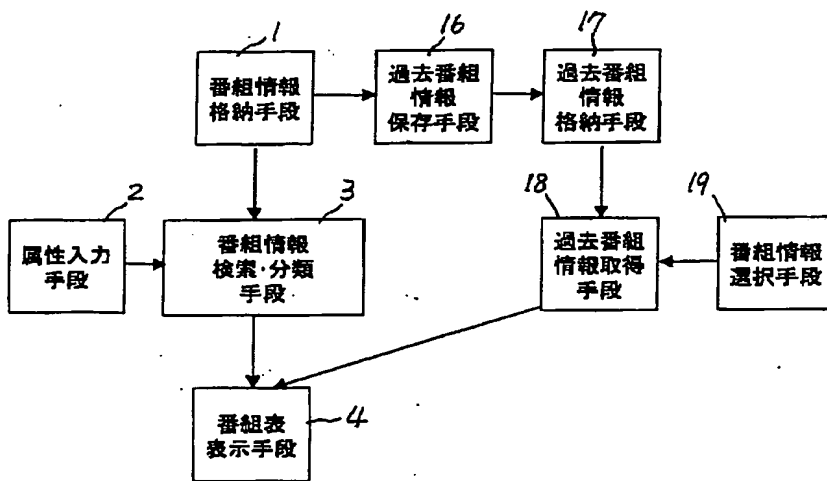 1
番組情報
格納手段
16
過去番組
情報
保存手段
17
過去番組
情報
格納手段
2
属性入力
手段
3
番組情報
検索・分類
手段
18
過去番組
情報取得
手段
19
番組情報
選択手段
番組表
表示手段
4